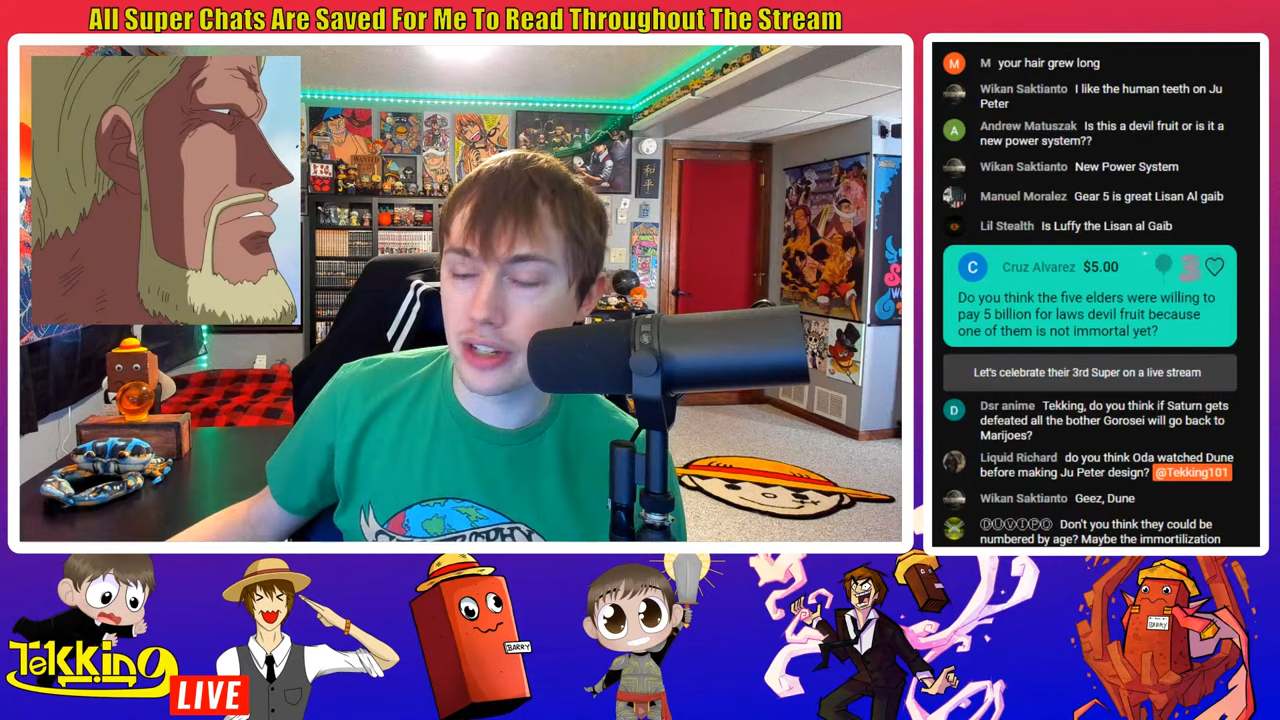 All Super Chats Are Saved For Me To Read Throughout The Stream
M your hair grew long
Wikan Saktianto I like the human teeth on Ju
Peter
Andrew Matuszak Is this a devil fruit or is it a
new power system??
Wikan Saktianto New Power System
Manuel Moralez Gear 5 is great Lisan Al gaib
Lil Stealth Is Luffy the Lisan al Gaib
C Cruz Alvarez $5.00 3
Do you think the five elders were willing to
pay 5 billion for laws devil fruit because
one of them is not immortal yet?
Let's celebrate their 3rd Super on a live stream
Dsr anime Tekking, do you think if Saturn gets
defeated all the bother Gorosei will go back to
Marijoes?
Liquid Richard do you think Oda watched Dune
before making Ju Peter design? @Tekking101
Wikan Saktianto Geez, Dune
ⒹⓊⓋⒾⓅⓄ Don't you think they could be
numbered by age? Maybe the immortilization
WANTED
和
平
TeKKinG
LIVE
BARRY
BARRY